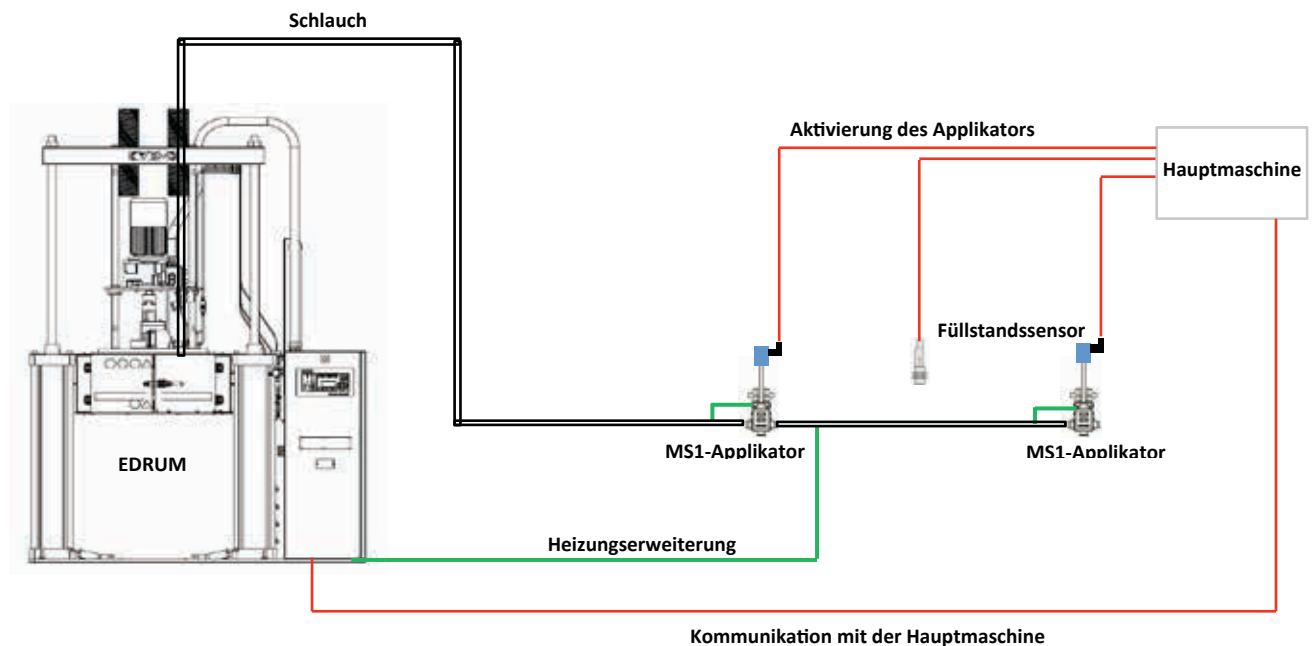 Schlauch
Aktivierung des Applikators
Hauptmaschine
Füllstandssensor
MS1-Applikator
MS1-Applikator
EDRUM
Heizungserweiterung
Kommunikation mit der Hauptmaschine